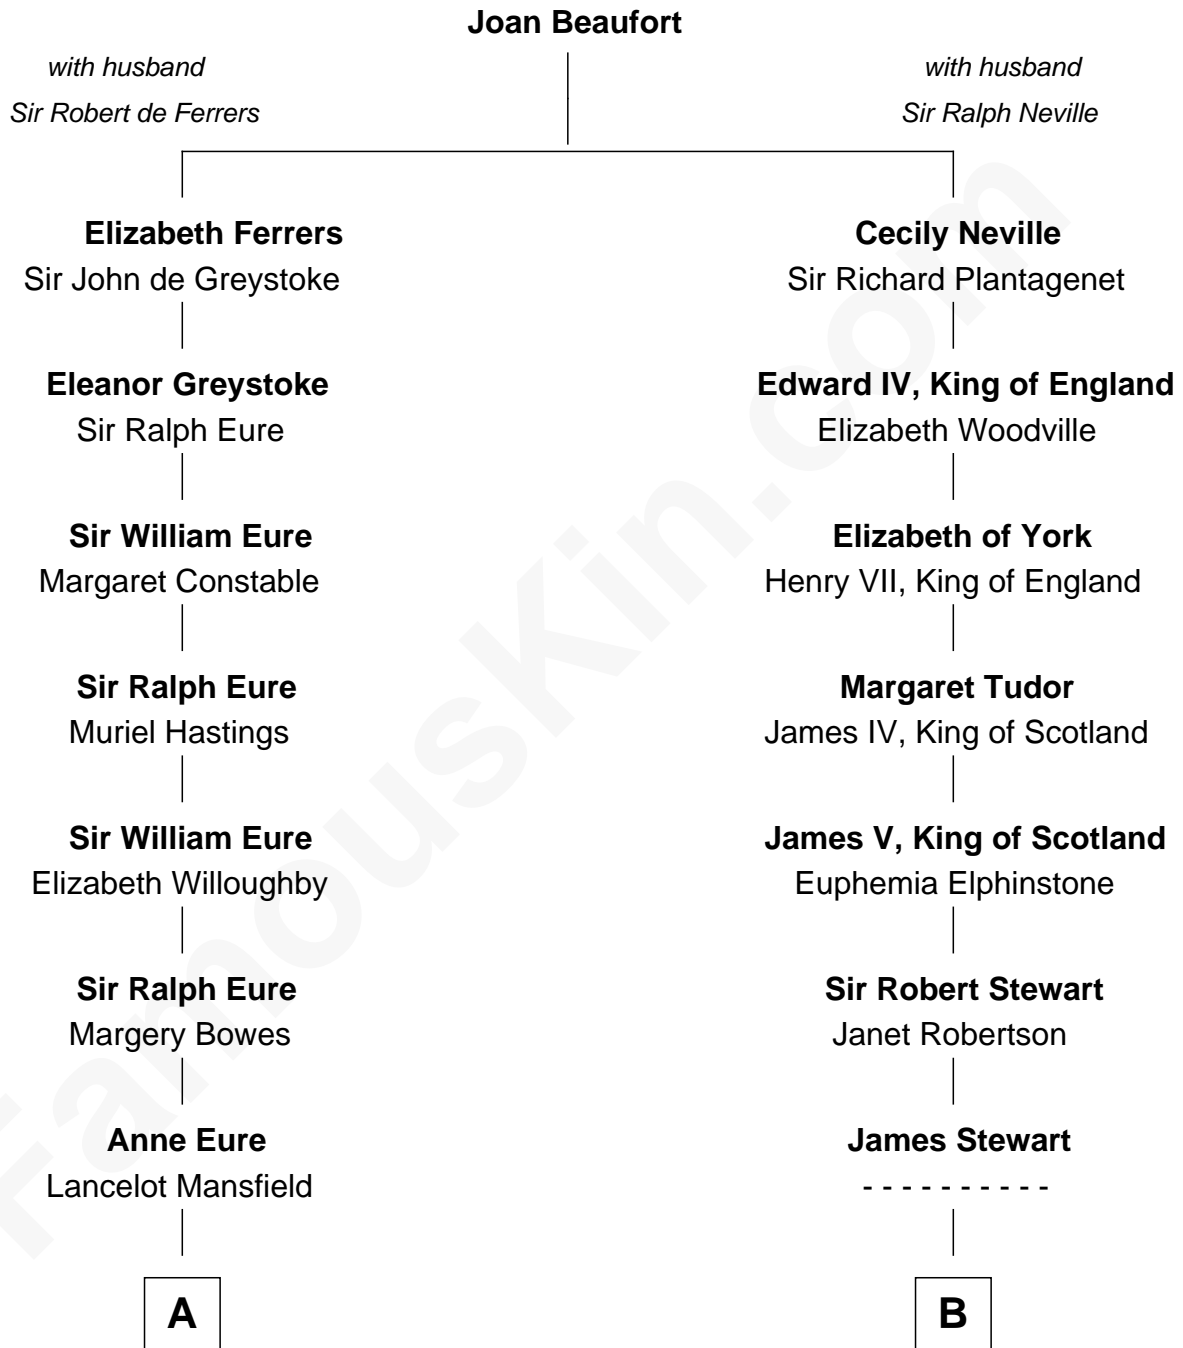 Joan Beaufort
with husband
Sir Robert de Ferrers
with husband
Sir Ralph Neville
Elizabeth Ferrers
Sir John de Greystoke
Cecily Neville
Sir Richard Plantagenet
Eleanor Greystoke
Sir Ralph Eure
Edward IV, King of England
Elizabeth Woodville
Sir William Eure
Margaret Constable
Elizabeth of York
Henry VII, King of England
Sir Ralph Eure
Muriel Hastings
Margaret Tudor
James IV, King of Scotland
Sir William Eure
Elizabeth Willoughby
James V, King of Scotland
Euphemia Elphinstone
Sir Ralph Eure
Margery Bowes
Sir Robert Stewart
Janet Robertson
Anne Eure
Lancelot Mansfield
James Stewart
- - - - - - - - - -
A
B
FamousKin.com